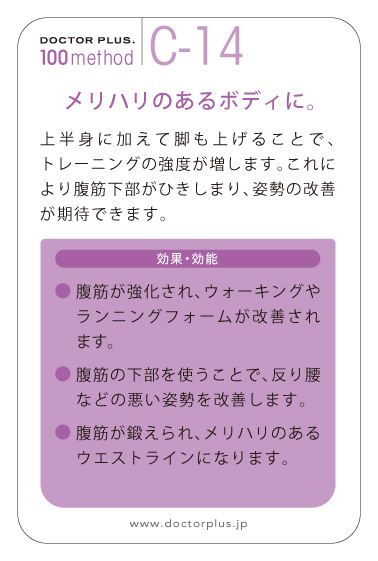 DOCTOR PLUS.
100method
C-14
メリハリのあるボディに。
上半身に加えて脚も上げることで、
トレーニングの強度が増します。これに
より腹筋下部がひきしまり、姿勢の改善
が期待できます。
効果・効能
● 腹筋が強化され、ウォーキングや
ランニングフォームが改善され
ます。
● 腹筋の下部を使うことで、反り腰
などの悪い姿勢を改善します。
● 腹筋が鍛えられ、メリハリのある
ウエストラインになります。
www.doctorplus.jp